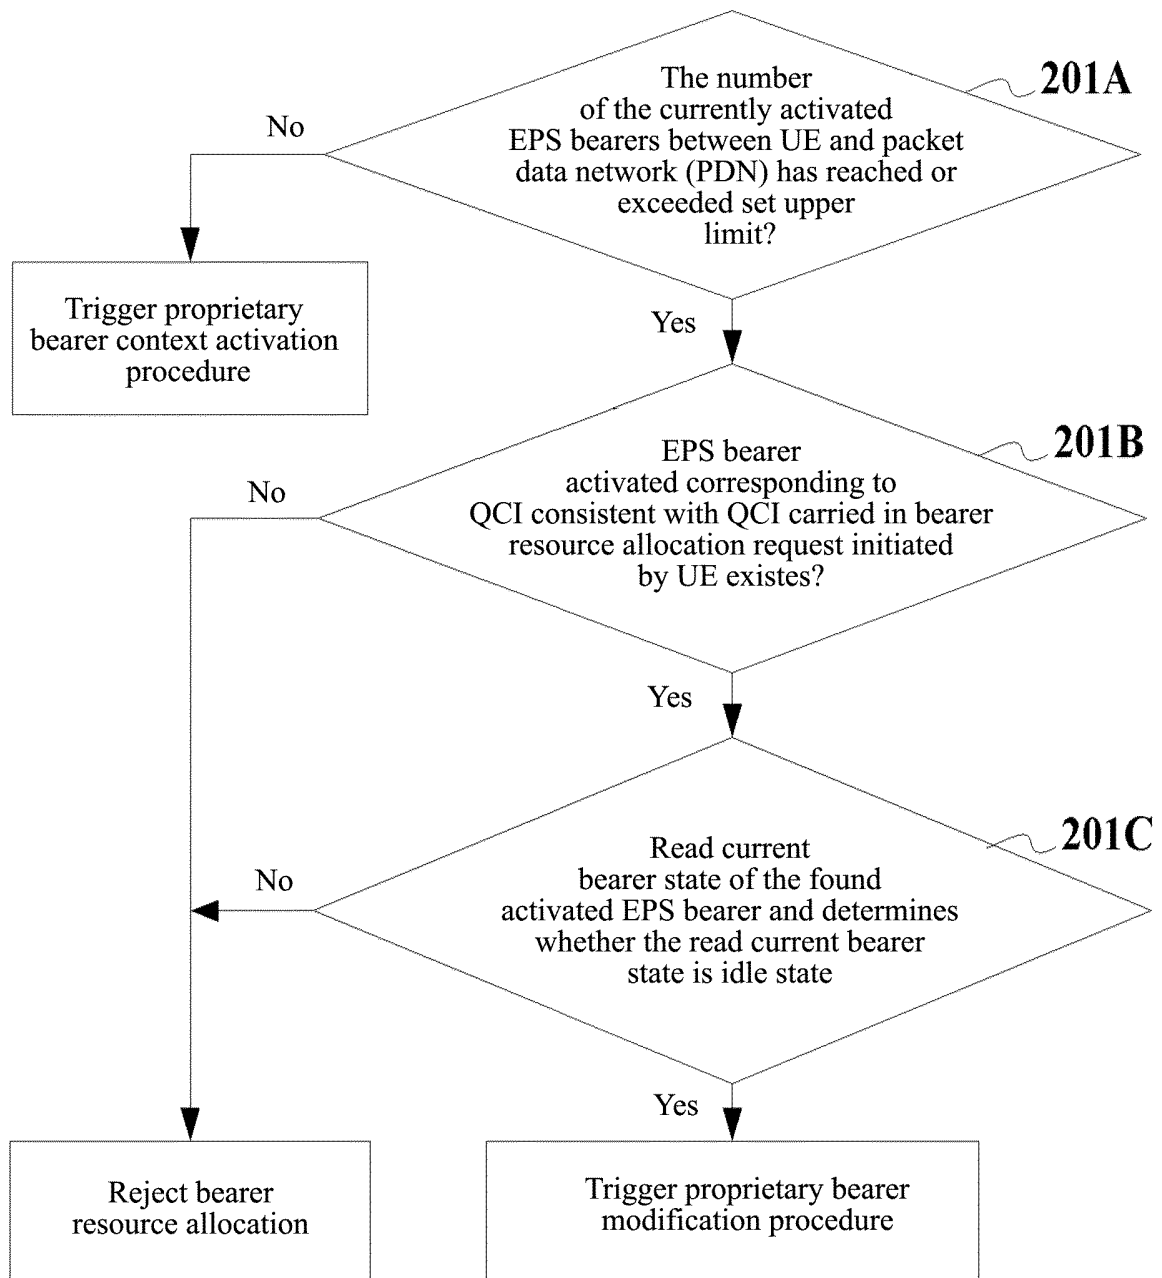 The number
of the currently activated
EPS bearers between UE and packet
data network (PDN) has reached or
exceeded set upper
limit?
201A
No
Trigger proprietary
bearer context activation
procedure
Yes
EPS bearer
activated corresponding to
QCI consistent with QCI carried in bearer
resource allocation request initiated
by UE existes?
201B
No
Yes
Read current
bearer state of the found
activated EPS bearer and determines
whether the read current bearer
state is idle state
201C
No
Yes
Reject bearer
resource allocation
Trigger proprietary bearer
modification procedure